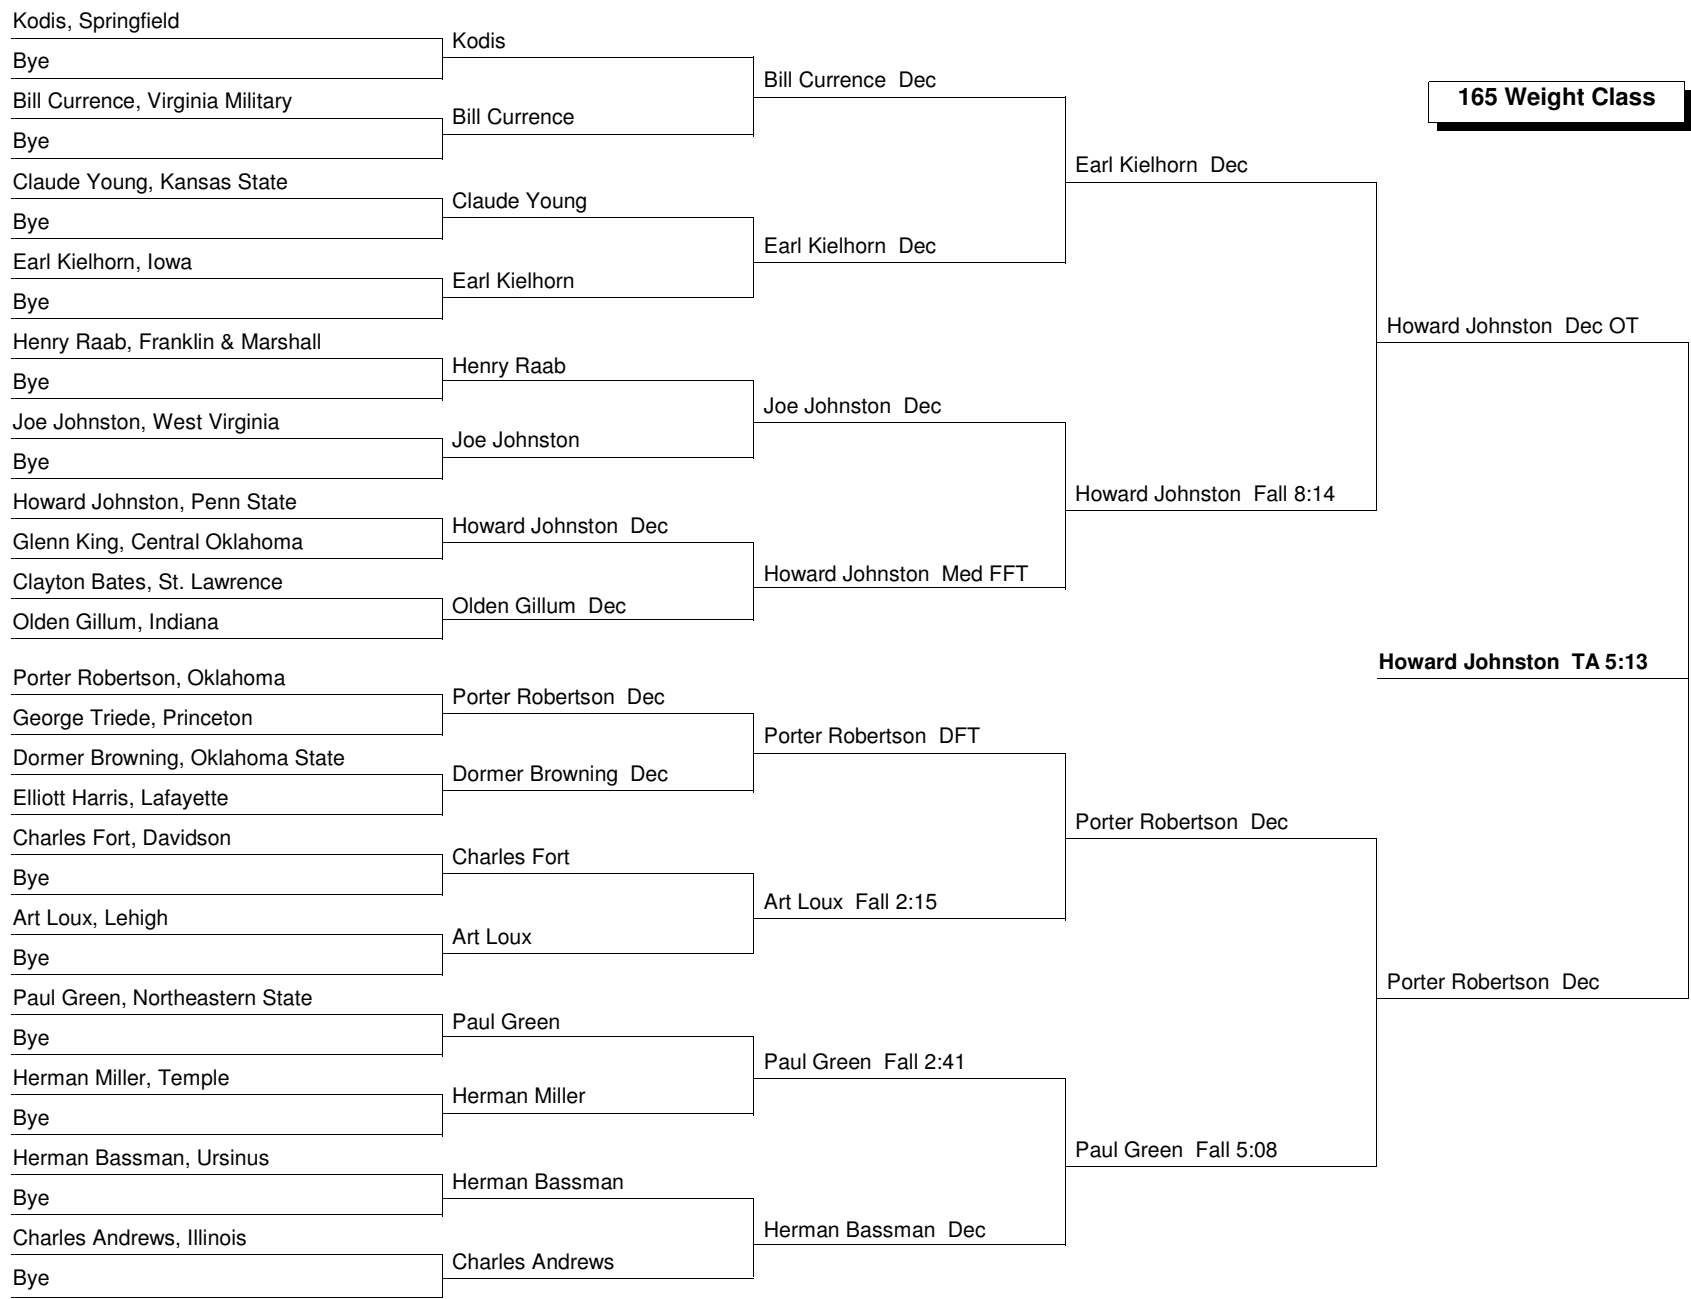 Kodis, Springfield
Bye
Bill Currence, Virginia Military
Bye
Claude Young, Kansas State
Bye
Earl Kielhorn, Iowa
Bye
Henry Raab, Franklin & Marshall
Bye
Joe Johnston, West Virginia
Bye
Howard Johnston, Penn State
Glenn King, Central Oklahoma
Clayton Bates, St. Lawrence
Olden Gillum, Indiana
Porter Robertson, Oklahoma
George Triede, Princeton
Dormer Browning, Oklahoma State
Elliott Harris, Lafayette
Charles Fort, Davidson
Bye
Art Loux, Lehigh
Bye
Paul Green, Northeastern State
Bye
Herman Miller, Temple
Bye
Herman Bassman, Ursinus
Bye
Charles Andrews, Illinois
Bye
Kodis
Bill Currence
Claude Young
Earl Kielhorn
Henry Raab
Joe Johnston
Howard Johnston Dec
Olden Gillum Dec
Porter Robertson Dec
Dormer Browning Dec
Charles Fort
Art Loux
Paul Green
Herman Miller
Herman Bassman
Charles Andrews
Bill Currence Dec
Earl Kielhorn Dec
Joe Johnston Dec
Howard Johnston Med FFT
Porter Robertson DFT
Art Loux Fall 2:15
Paul Green Fall 2:41
Herman Bassman Dec
Earl Kielhorn Dec
Howard Johnston Fall 8:14
Porter Robertson Dec
Paul Green Fall 5:08
165 Weight Class
Howard Johnston Dec OT
Howard Johnston TA 5:13
Porter Robertson Dec